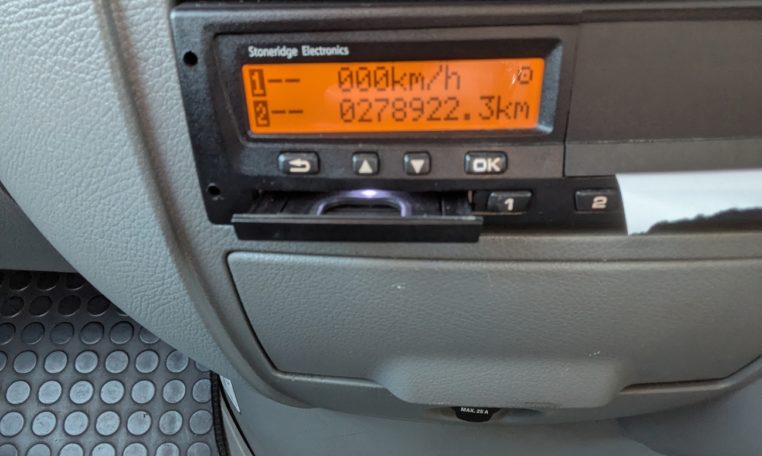 Stoneridge Electronics
1-- 000km/h
2-- 0278922.3km
OK
1 2
MAX. 25 A